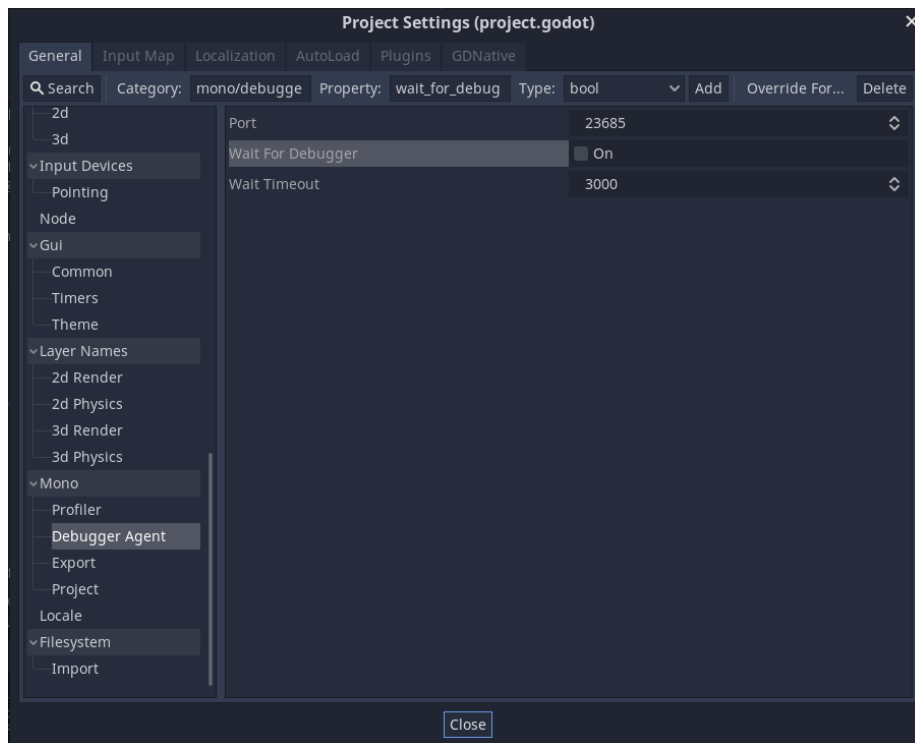 Project Settings (project.godot)
General Input Map Localization AutoLoad Plugins GDNative
Search Category: mono/debugge Property: wait_for_debug Type: bool Add Override For... Delete
2d
3d
Input Devices
Pointing
Node
Gui
Common
Timers
Theme
Layer Names
2d Render
2d Physics
3d Render
3d Physics
Mono
Profiler
Debugger Agent
Export
Project
Locale
Filesystem
Import
Port 23685
Wait For Debugger On
Wait Timeout 3000
Close